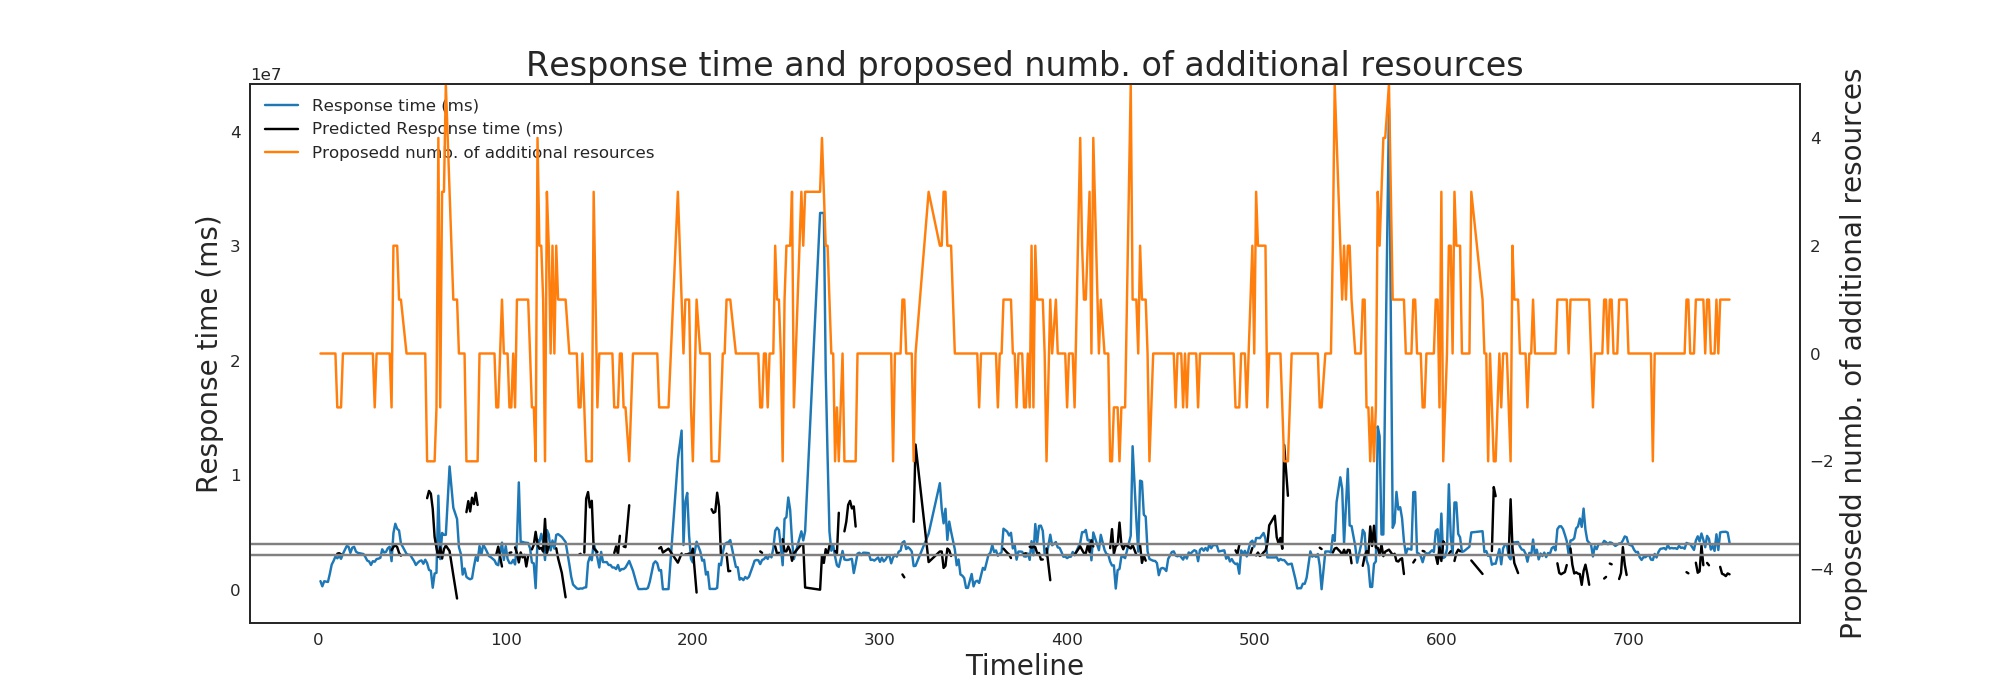 Response time and proposed numb. of additional resources
1e7
Response time (ms)
Predicted Response time (ms)
Proposedd numb. of additional resources
4
3
2
1
0
Response time (ms)
4
2
0
−2
−4
Proposedd numb. of additional resources
0 100 200 300 400 500 600 700
Timeline